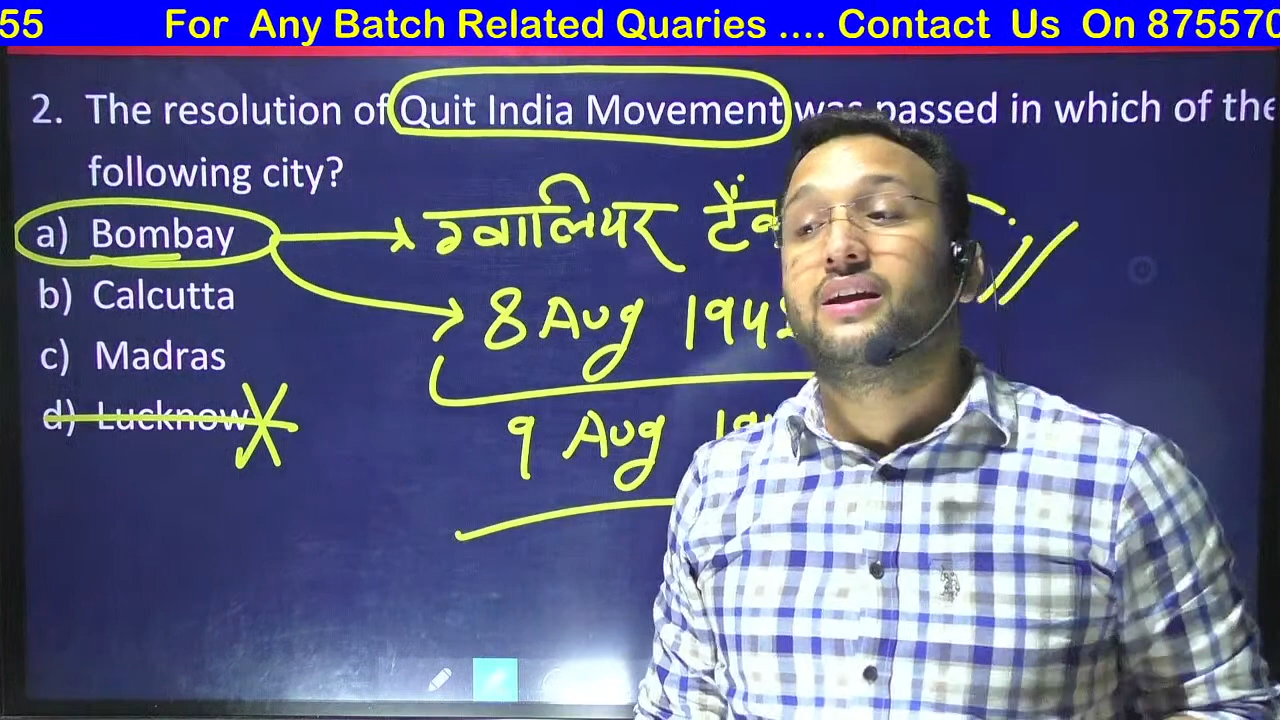 55 For Any Batch Related Quaries .... Contact Us On 875570
2. The resolution of Quit India Movement was passed in which of the
following city?
a) Bombay
ग्वालियर
b) Calcutta
8 Aug 194
c) Madras
d) Lucknow
9 Aug 19